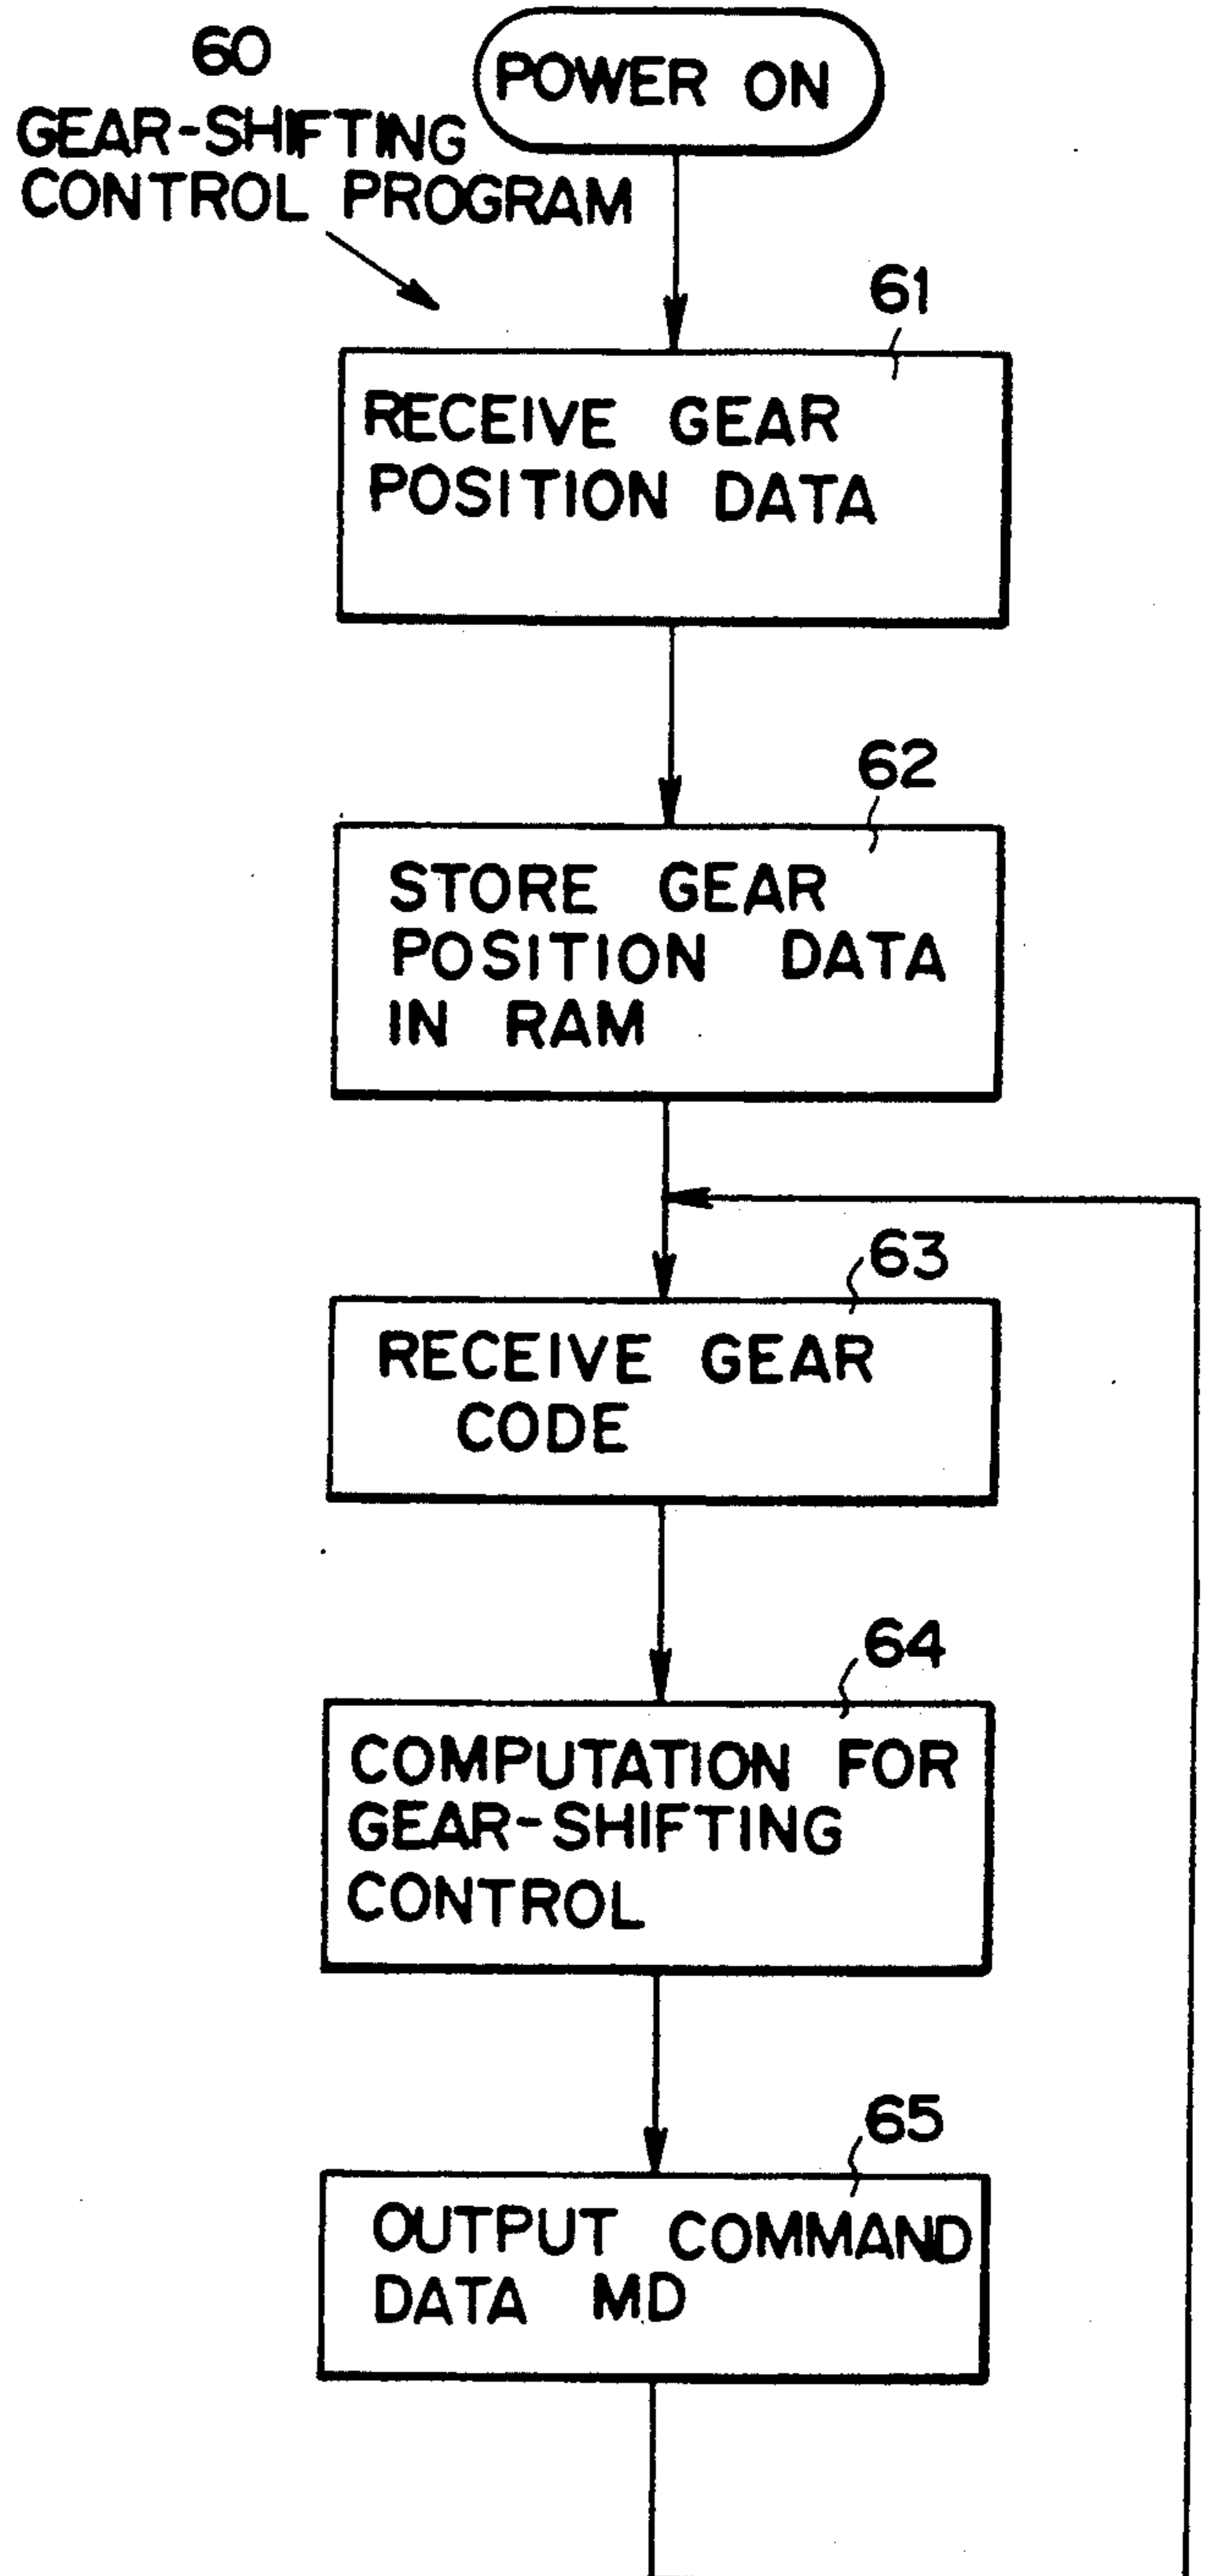 60
POWER ON
GEAR-SHIFTING
CONTROL PROGRAM
61
RECEIVE GEAR
POSITION DATA
62
STORE GEAR
POSITION DATA
IN RAM
63
RECEIVE GEAR
CODE
64
COMPUTATION FOR
GEAR-SHIFTING
CONTROL
65
OUTPUT COMMAND
DATA MD